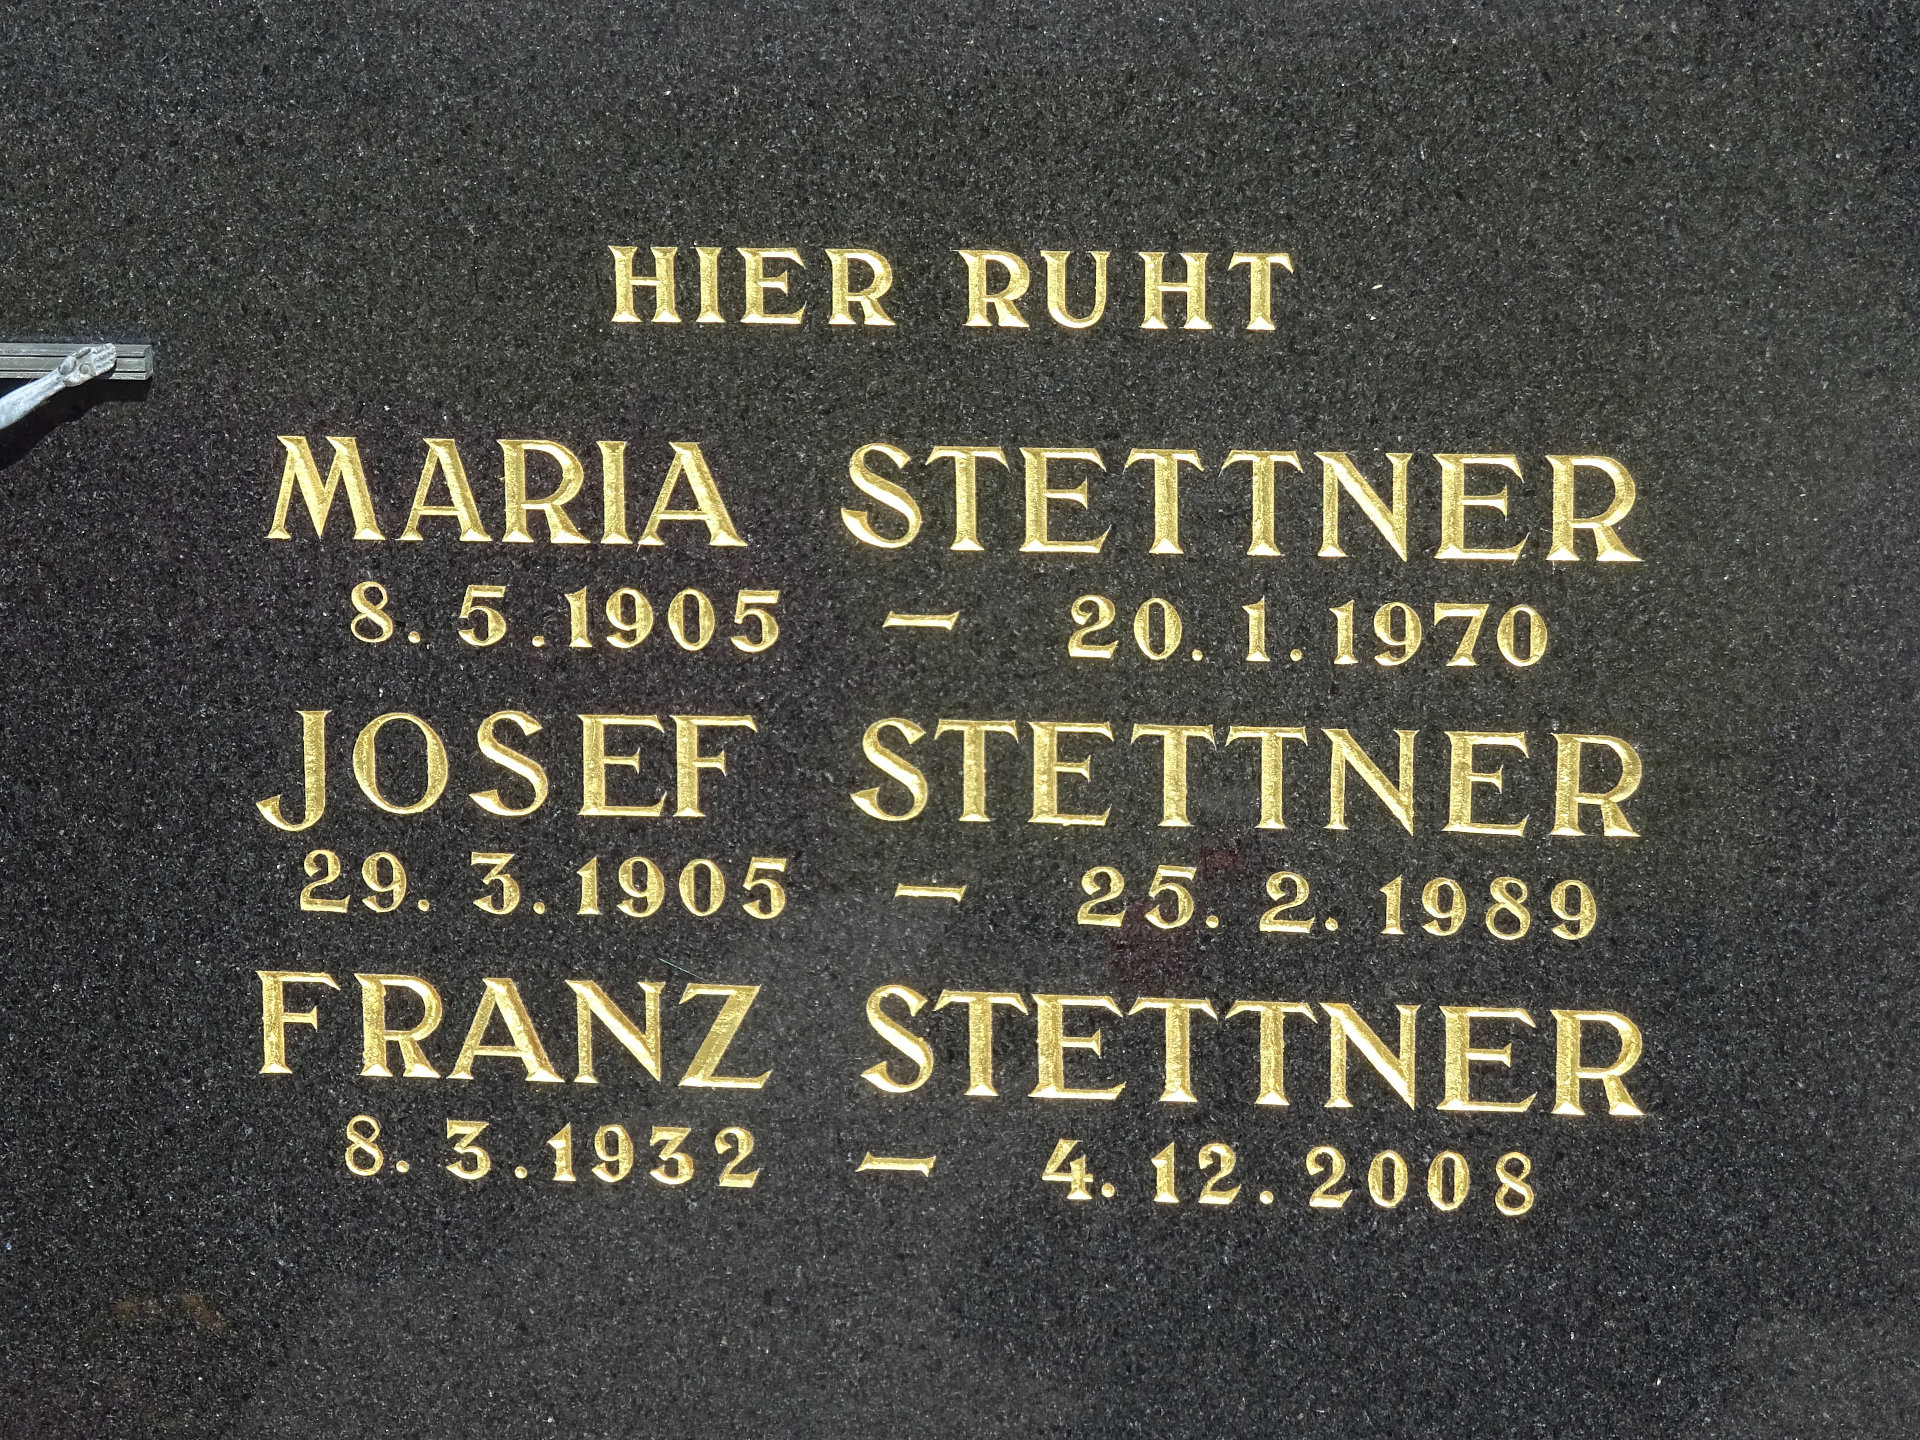 HIER RUHT
MARIA STETTNER
8. 5. 1905 – 20. 1. 1970
JOSEF STETTNER
29. 3. 1905 – 25. 2. 1989
FRANZ STETTNER
8. 3. 1932 – 4. 12. 2008